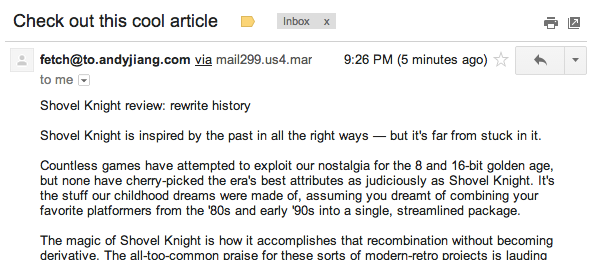 Check out this cool article
Inbox x
fetch@to.andyjiang.com via mail299.us4.mar
9:26 PM (5 minutes ago)
to me
Shovel Knight review: rewrite history
Shovel Knight is inspired by the past in all the right ways — but it's far from stuck in it.
Countless games have attempted to exploit our nostalgia for the 8 and 16-bit golden age,
but none have cherry-picked the era's best attributes as judiciously as Shovel Knight. It's
the stuff our childhood dreams were made of, assuming you dreamt of combining your
favorite platformers from the '80s and early '90s into a single, streamlined package.
The magic of Shovel Knight is how it accomplishes that recombination without becoming
derivative. The all-too-common praise for these sorts of modern-retro projects is lauding